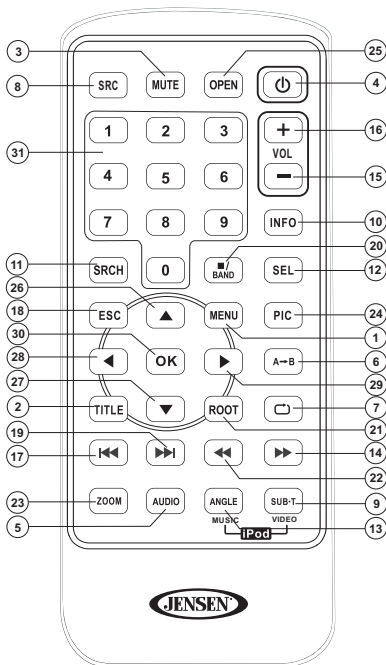 3 25
8 SRC MUTE OPEN 4
1 2 3 + 16
31 VOL
4 5 6 − 15
7 8 9 INFO 10
20
11 SRCH 0 ■ BAND SEL 12
26
18 ESC ▲ MENU PIC 24
30 1
28 ◀ OK ▶ A→B 6
27 29
2 TITLE ▼ ROOT 7
19 21
17 14
22
23 ZOOM AUDIO ANGLE SUB•T 9
5 MUSIC iPod VIDEO 13
JENSEN